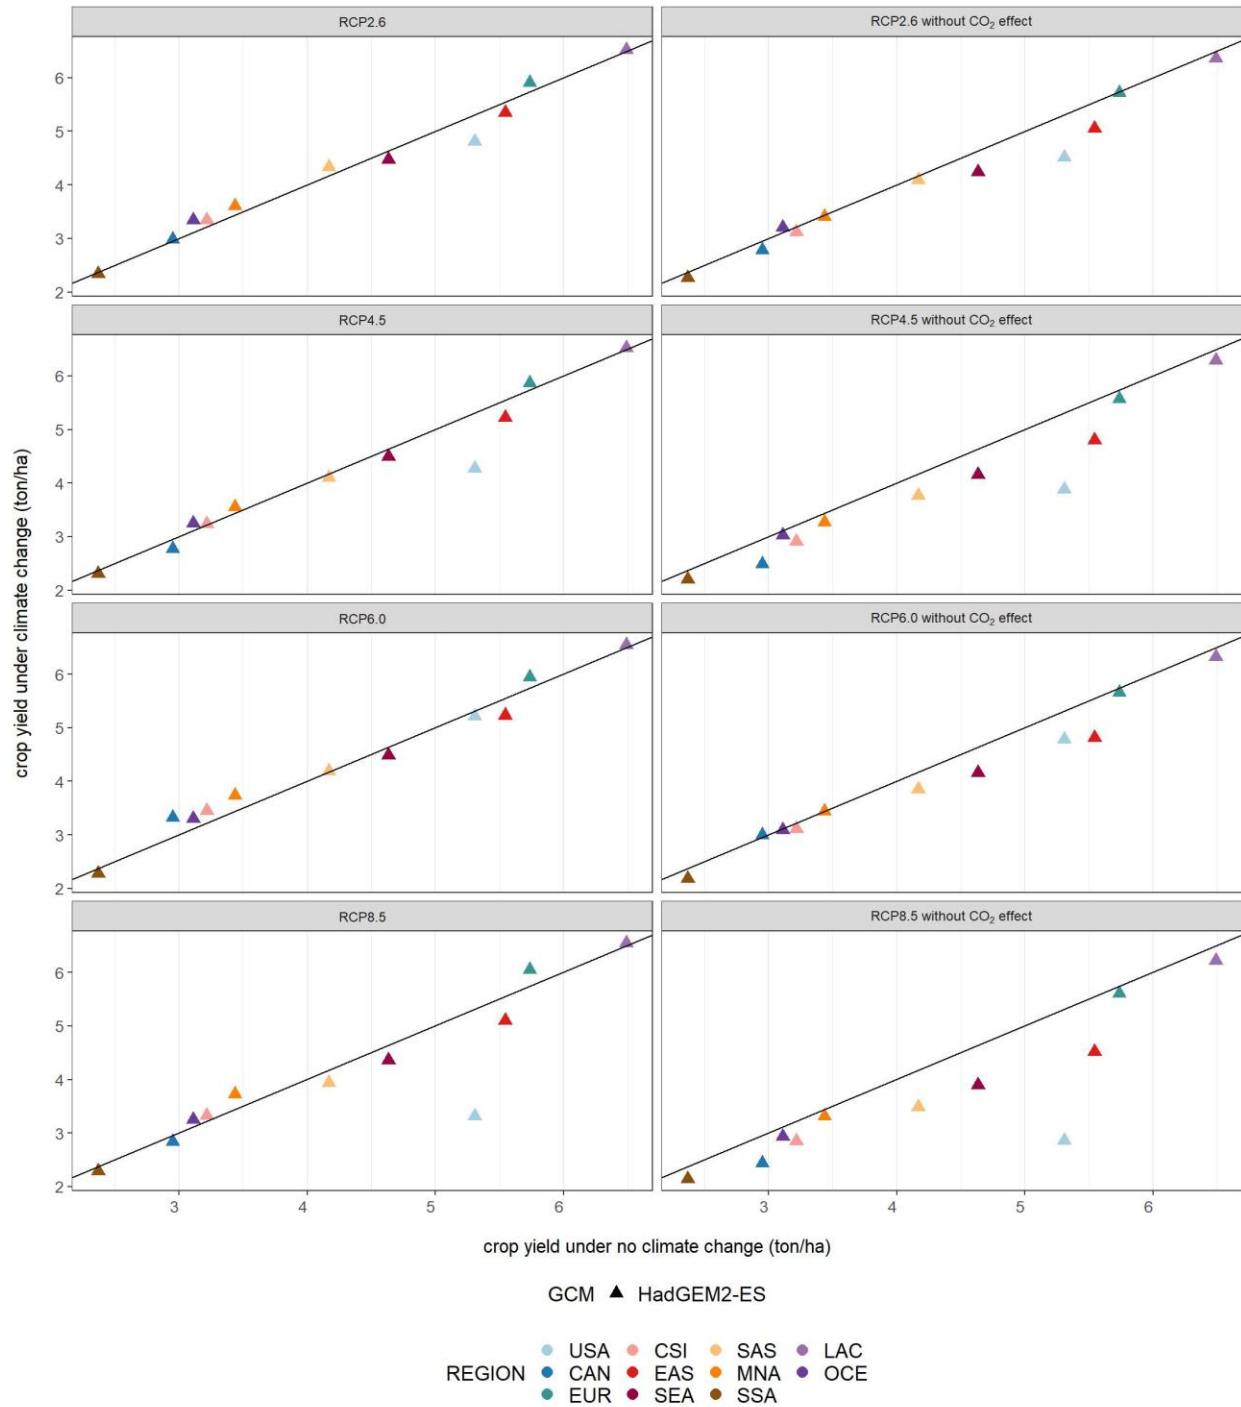 RCP2.6
RCP2.6 without CO₂ effect
6
5
4
3
2
RCP4.5
RCP4.5 without CO₂ effect
6
5
4
3
2
crop yield under climate change (ton/ha)
RCP6.0
RCP6.0 without CO₂ effect
6
5
4
3
2
RCP8.5
RCP8.5 without CO₂ effect
6
5
4
3
2
3 4 5 6 3 4 5 6
crop yield under no climate change (ton/ha)
GCM HadGEM2-ES
USA CSI SAS LAC
REGION CAN EAS MNA OCE
EUR SEA SSA